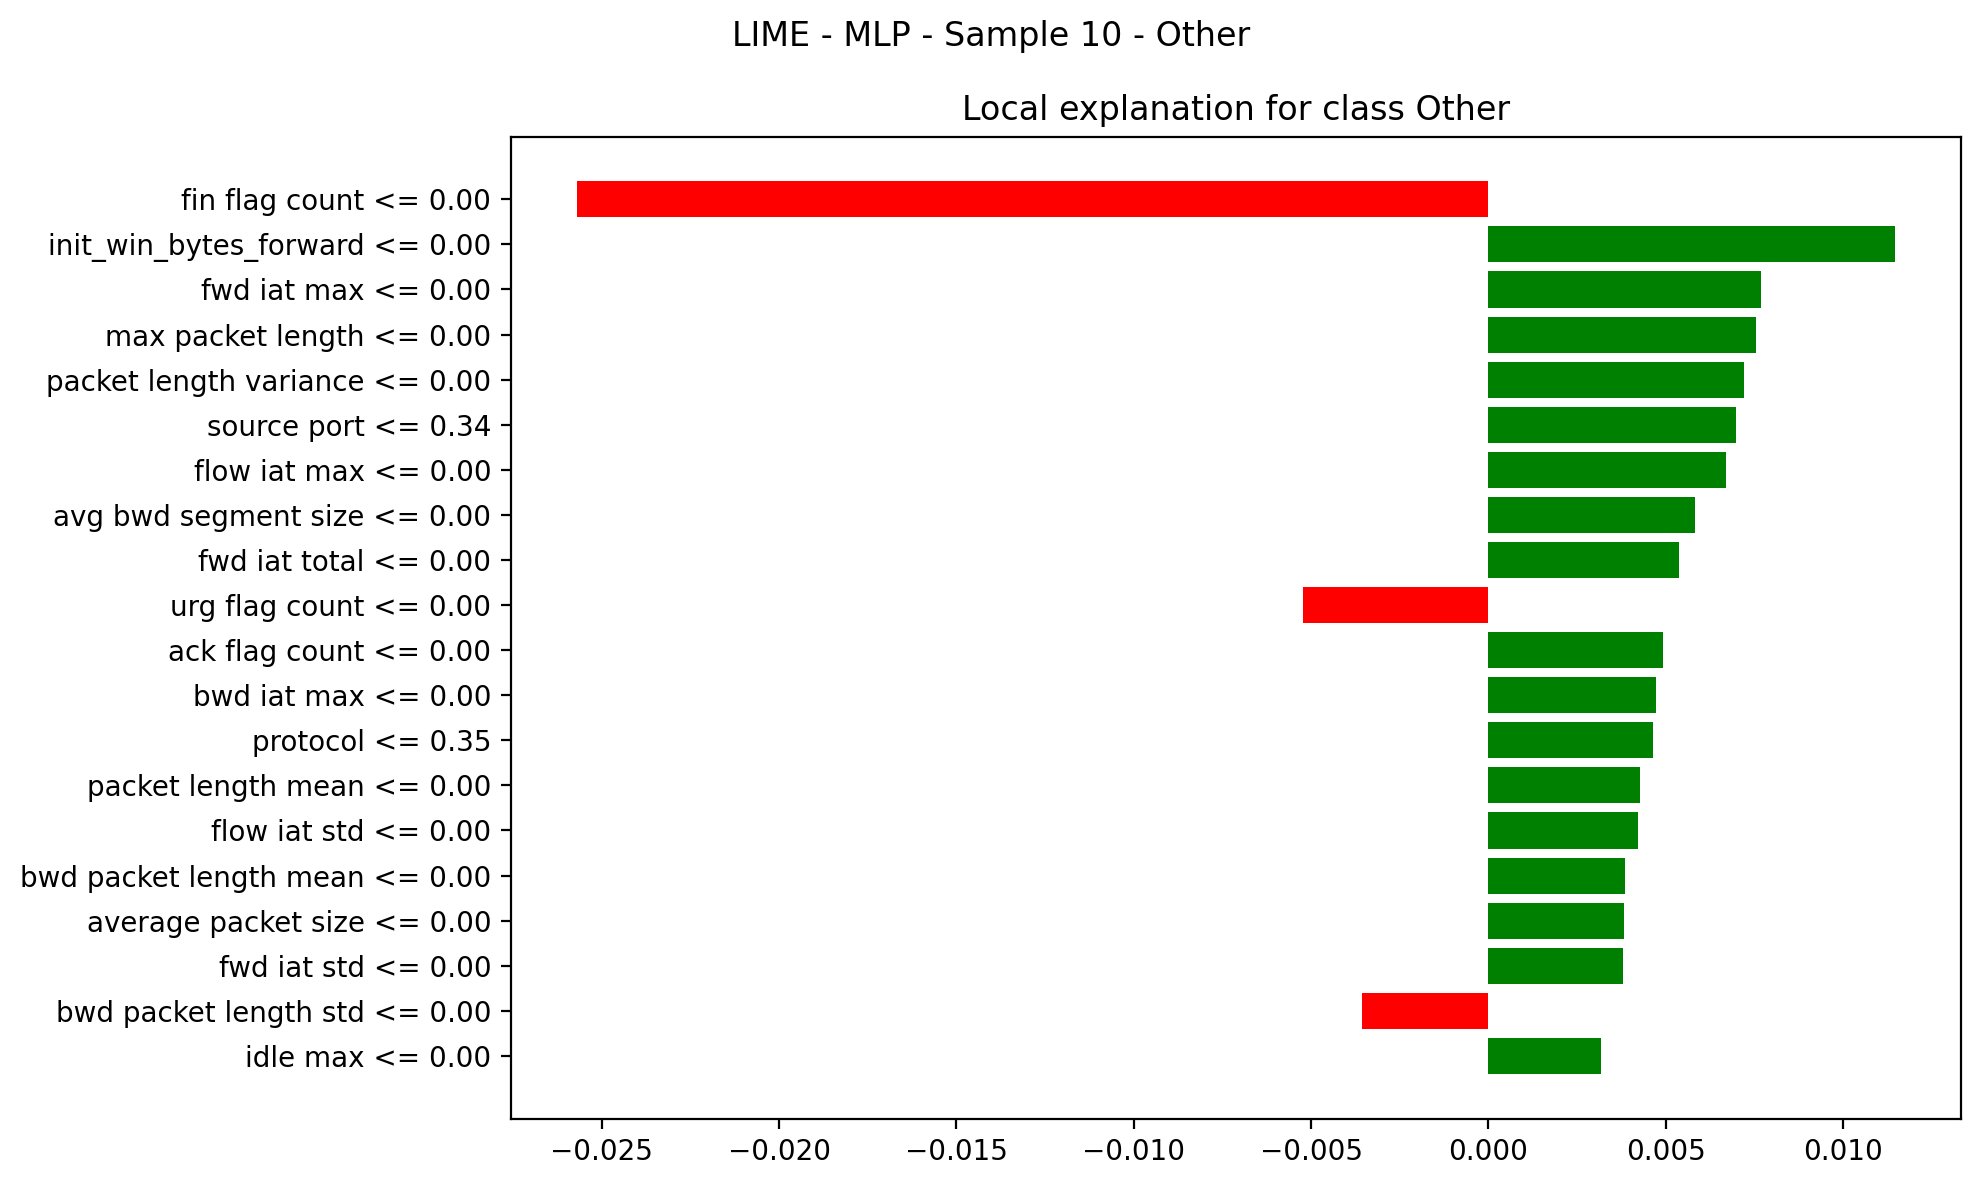 LIME - MLP - Sample 10 - Other
Local explanation for class Other
fin flag count <= 0.00
init_win_bytes_forward <= 0.00
fwd iat max <= 0.00
max packet length <= 0.00
packet length variance <= 0.00
source port <= 0.34
flow iat max <= 0.00
avg bwd segment size <= 0.00
fwd iat total <= 0.00
urg flag count <= 0.00
ack flag count <= 0.00
bwd iat max <= 0.00
protocol <= 0.35
packet length mean <= 0.00
flow iat std <= 0.00
bwd packet length mean <= 0.00
average packet size <= 0.00
fwd iat std <= 0.00
bwd packet length std <= 0.00
idle max <= 0.00
−0.025 −0.020 −0.015 −0.010 −0.005 0.000 0.005 0.010